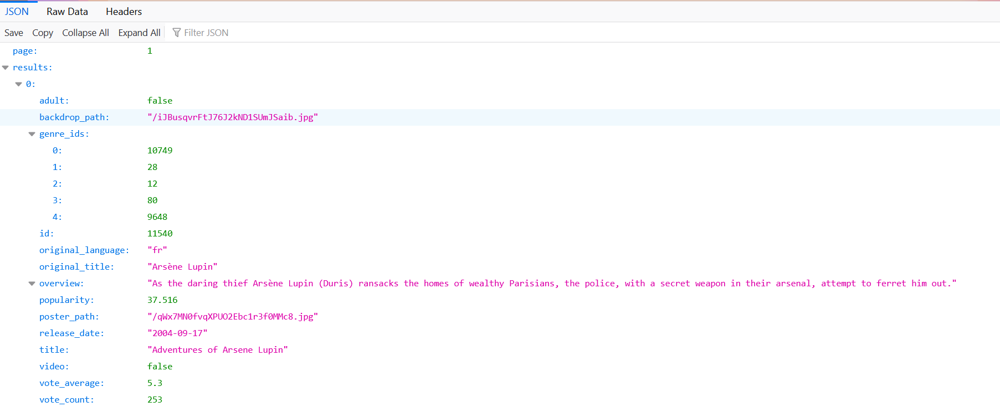 JSON Raw Data Headers
Save Copy Collapse All Expand All Filter JSON
page: 1
results:
0:
adult: false
backdrop_path: "/iJBusqvrFtJ76J2kND1SUmJSaib.jpg"
genre_ids:
0: 10749
1: 28
2: 12
3: 80
4: 9648
id: 11540
original_language: "fr"
original_title: "Arsène Lupin"
overview: "As the daring thief Arsène Lupin (Duris) ransacks the homes of wealthy Parisians, the police, with a secret weapon in their arsenal, attempt to ferret him out."
popularity: 37.516
poster_path: "/qWx7MN0fvqXPUO2Ebc1r3f0MMc8.jpg"
release_date: "2004-09-17"
title: "Adventures of Arsene Lupin"
video: false
vote_average: 5.3
vote_count: 253